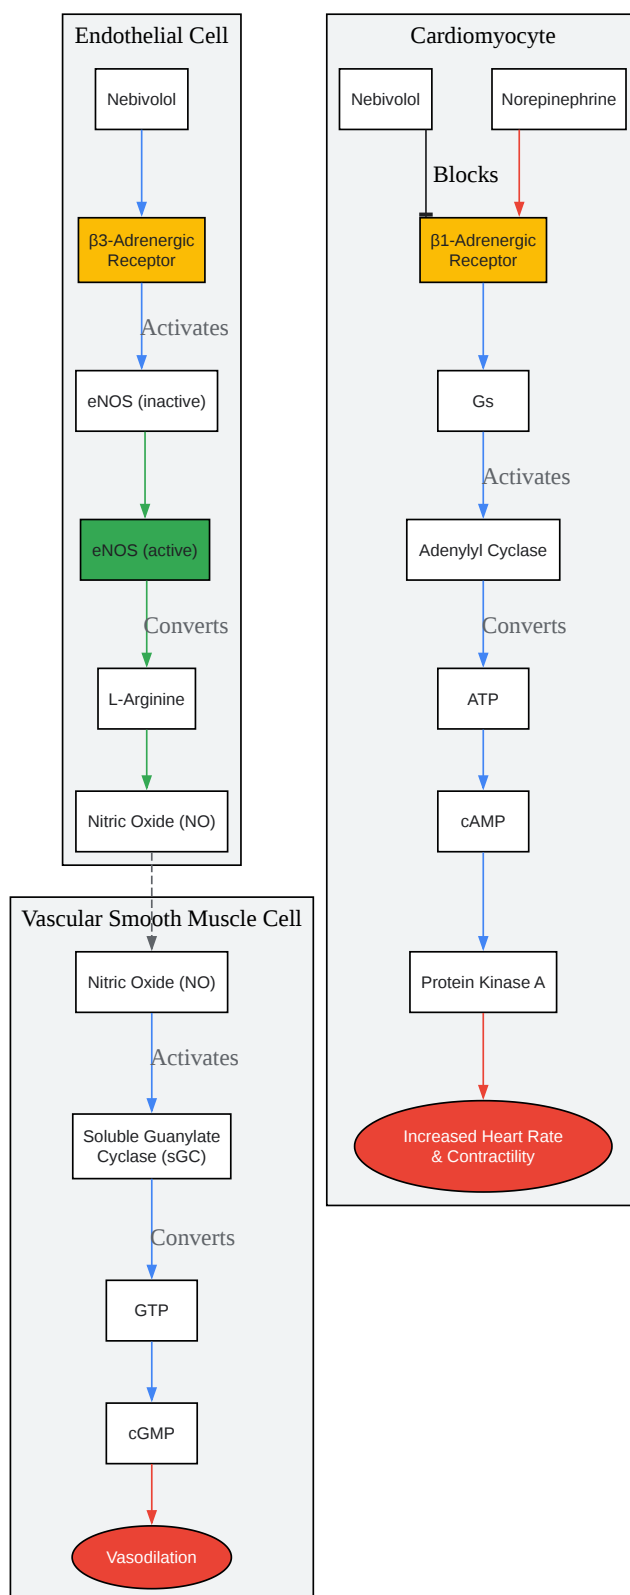 Endothelial Cell
Nebivolol
β3-Adrenergic
Receptor
Activates
eNOS (inactive)
eNOS (active)
Converts
L-Arginine
Nitric Oxide (NO)
Vascular Smooth Muscle Cell
Nitric Oxide (NO)
Activates
Soluble Guanylate
Cyclase (sGC)
Converts
GTP
cGMP
Vasodilation
Cardiomyocyte
Nebivolol
Norepinephrine
Blocks
β1-Adrenergic
Receptor
Gs
Activates
Adenylyl Cyclase
Converts
ATP
cAMP
Protein Kinase A
Increased Heart Rate
& Contractility